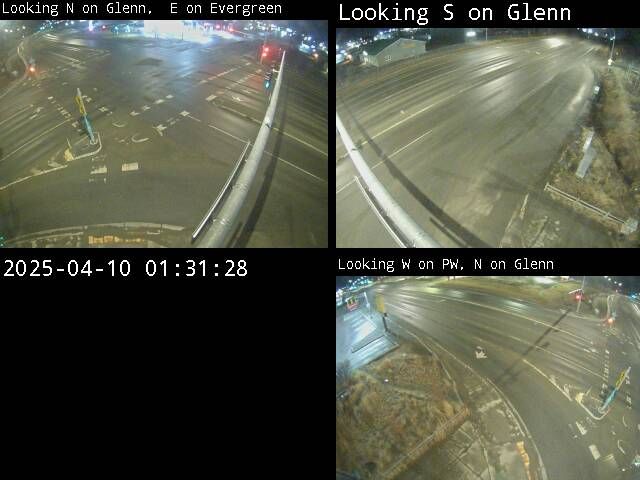 Looking N on Glenn,  E on Evergreen
Looking S on Glenn
2025-04-10 01:31:28
Looking W on PW, N on Glenn